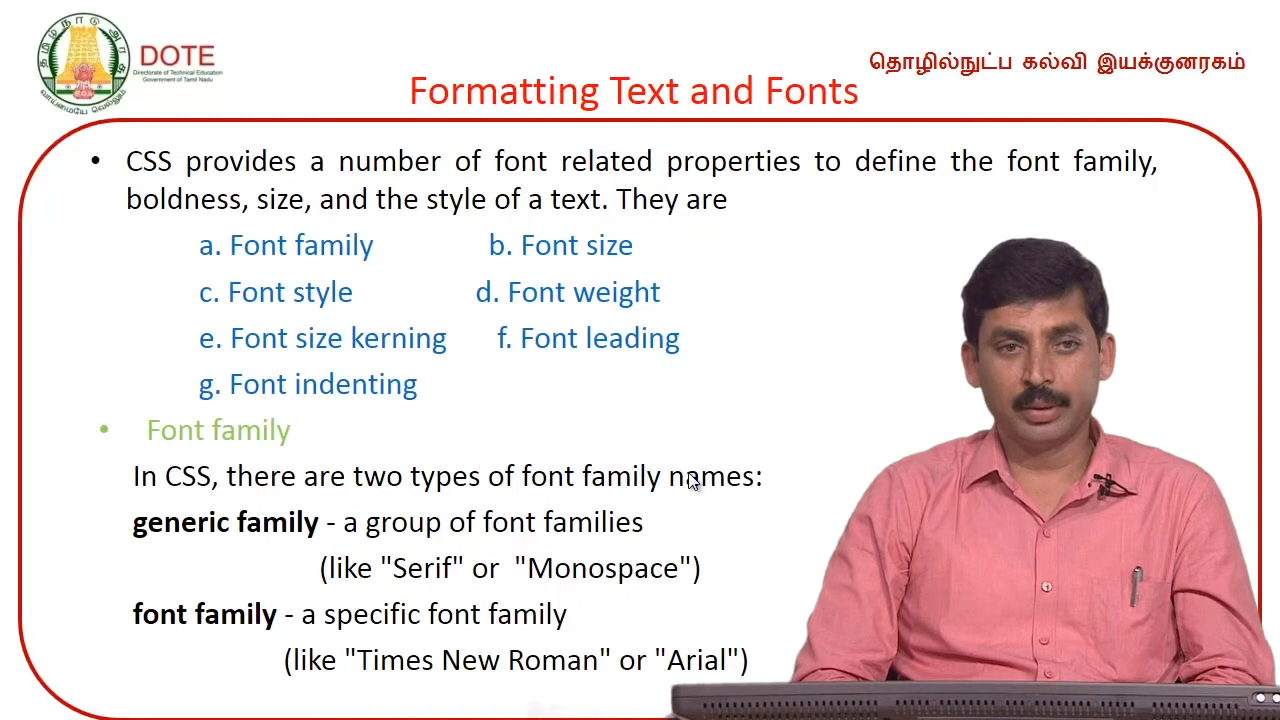 தமிழ்நாடு அரசு
வாய்மையே வெல்லும்
DOTE
Directorate of Technical Education
Government of Tamil Nadu
தொழில்நுட்ப கல்வி இயக்குனரகம்
Formatting Text and Fonts
• CSS provides a number of font related properties to define the font family,
boldness, size, and the style of a text. They are
a. Font family b. Font size
c. Font style d. Font weight
e. Font size kerning f. Font leading
g. Font indenting
• Font family
In CSS, there are two types of font family names:
generic family - a group of font families
(like "Serif" or "Monospace")
font family - a specific font family
(like "Times New Roman" or "Arial")